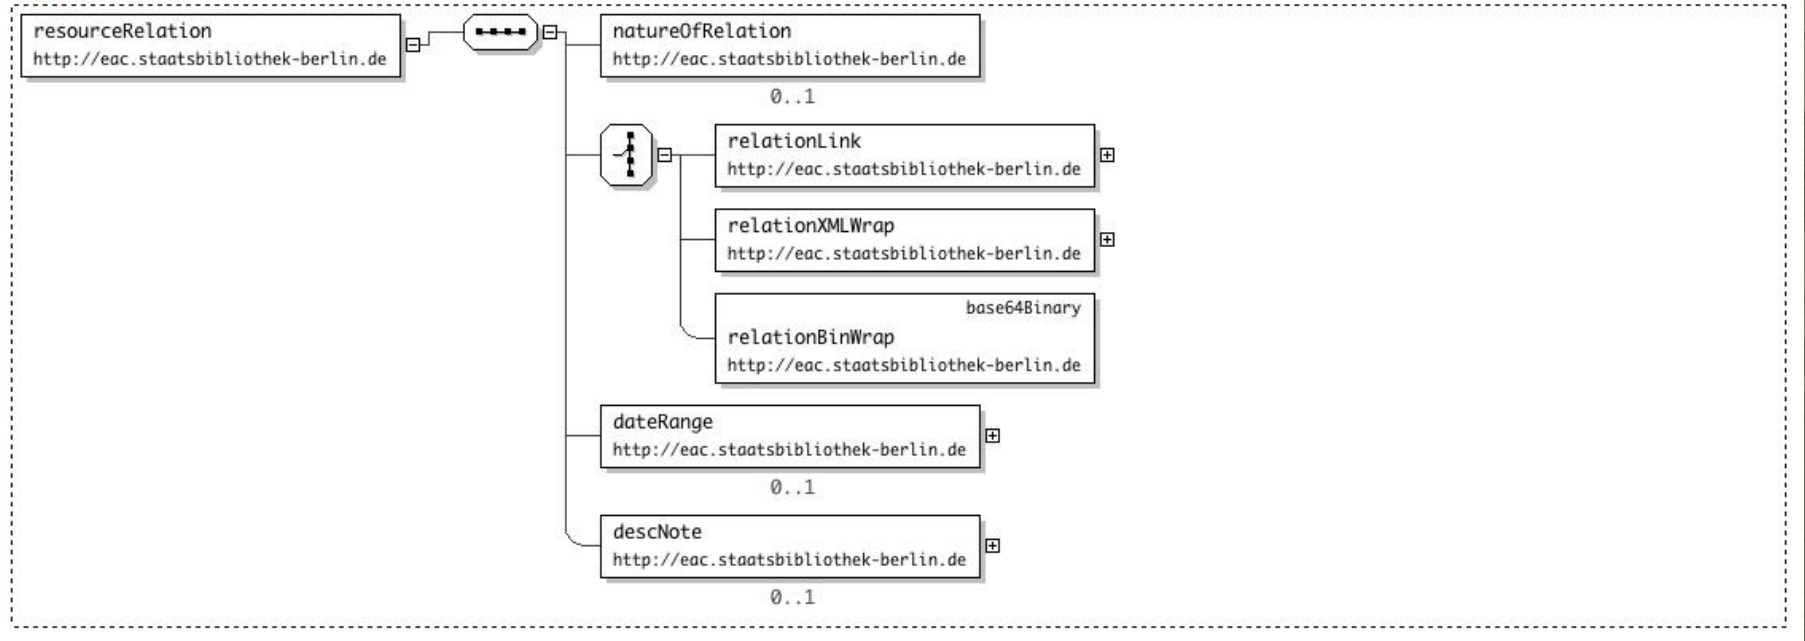 resourceRelation
http://eac.staatsbibliothek-berlin.de
natureOfRelation
http://eac.staatsbibliothek-berlin.de
0..1
relationLink
http://eac.staatsbibliothek-berlin.de
relationXMLWrap
http://eac.staatsbibliothek-berlin.de
base64Binary
relationBinWrap
http://eac.staatsbibliothek-berlin.de
dateRange
http://eac.staatsbibliothek-berlin.de
0..1
descNote
http://eac.staatsbibliothek-berlin.de
0..1